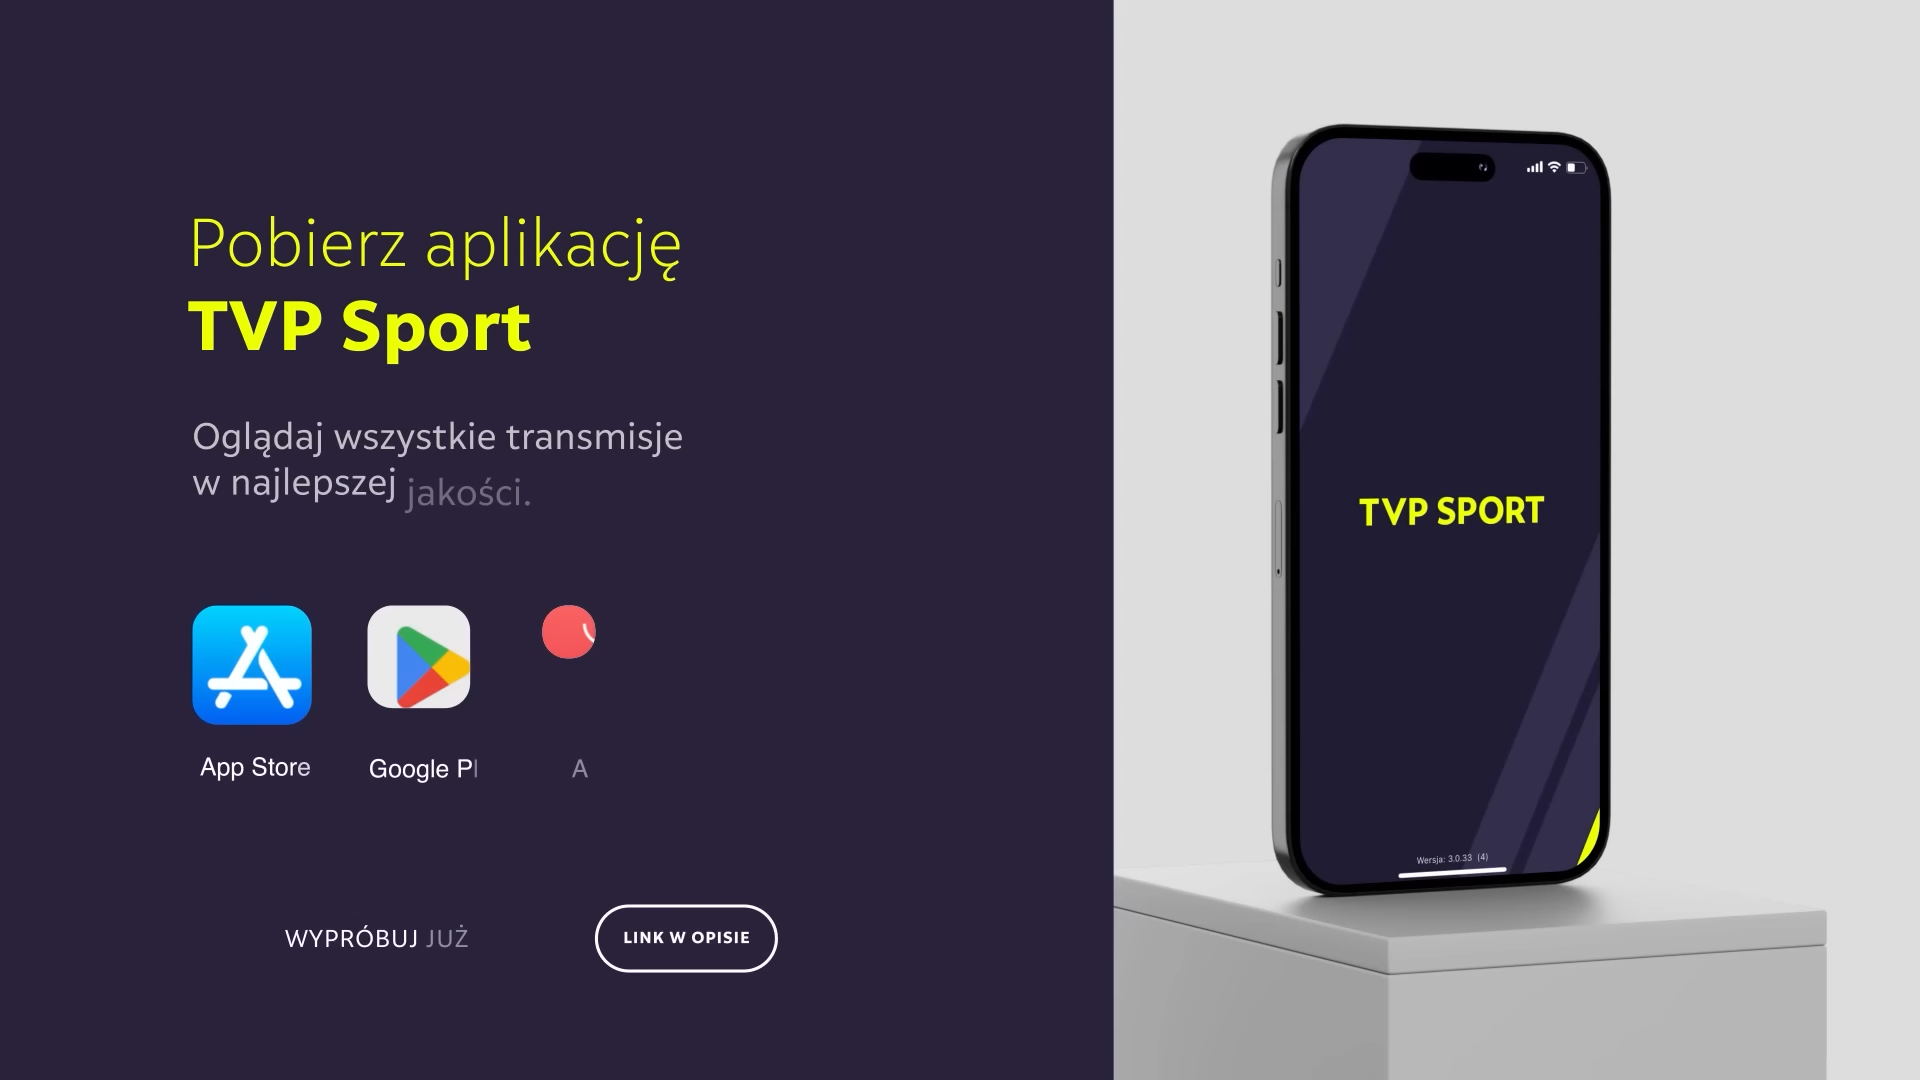 Pobierz aplikację
TVP Sport
Oglądaj wszystkie transmisje
w najlepszej jakości.
App Store
Google Pl
A
WYPRÓBUJ JUŻ
LINK W OPISIE
TVP SPORT
Wersja: 3.0.33 (4)